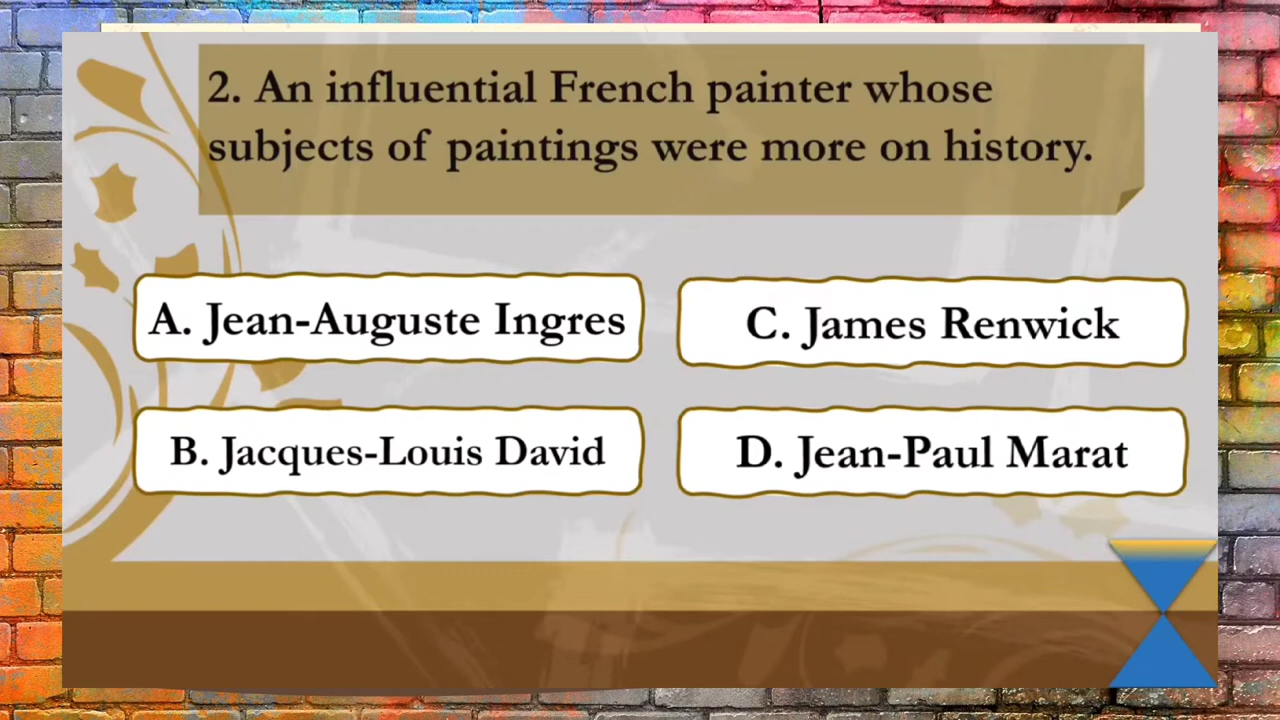 2. An influential French painter whose
subjects of paintings were more on history.
A. Jean-Auguste Ingres
C. James Renwick
B. Jacques-Louis David
D. Jean-Paul Marat